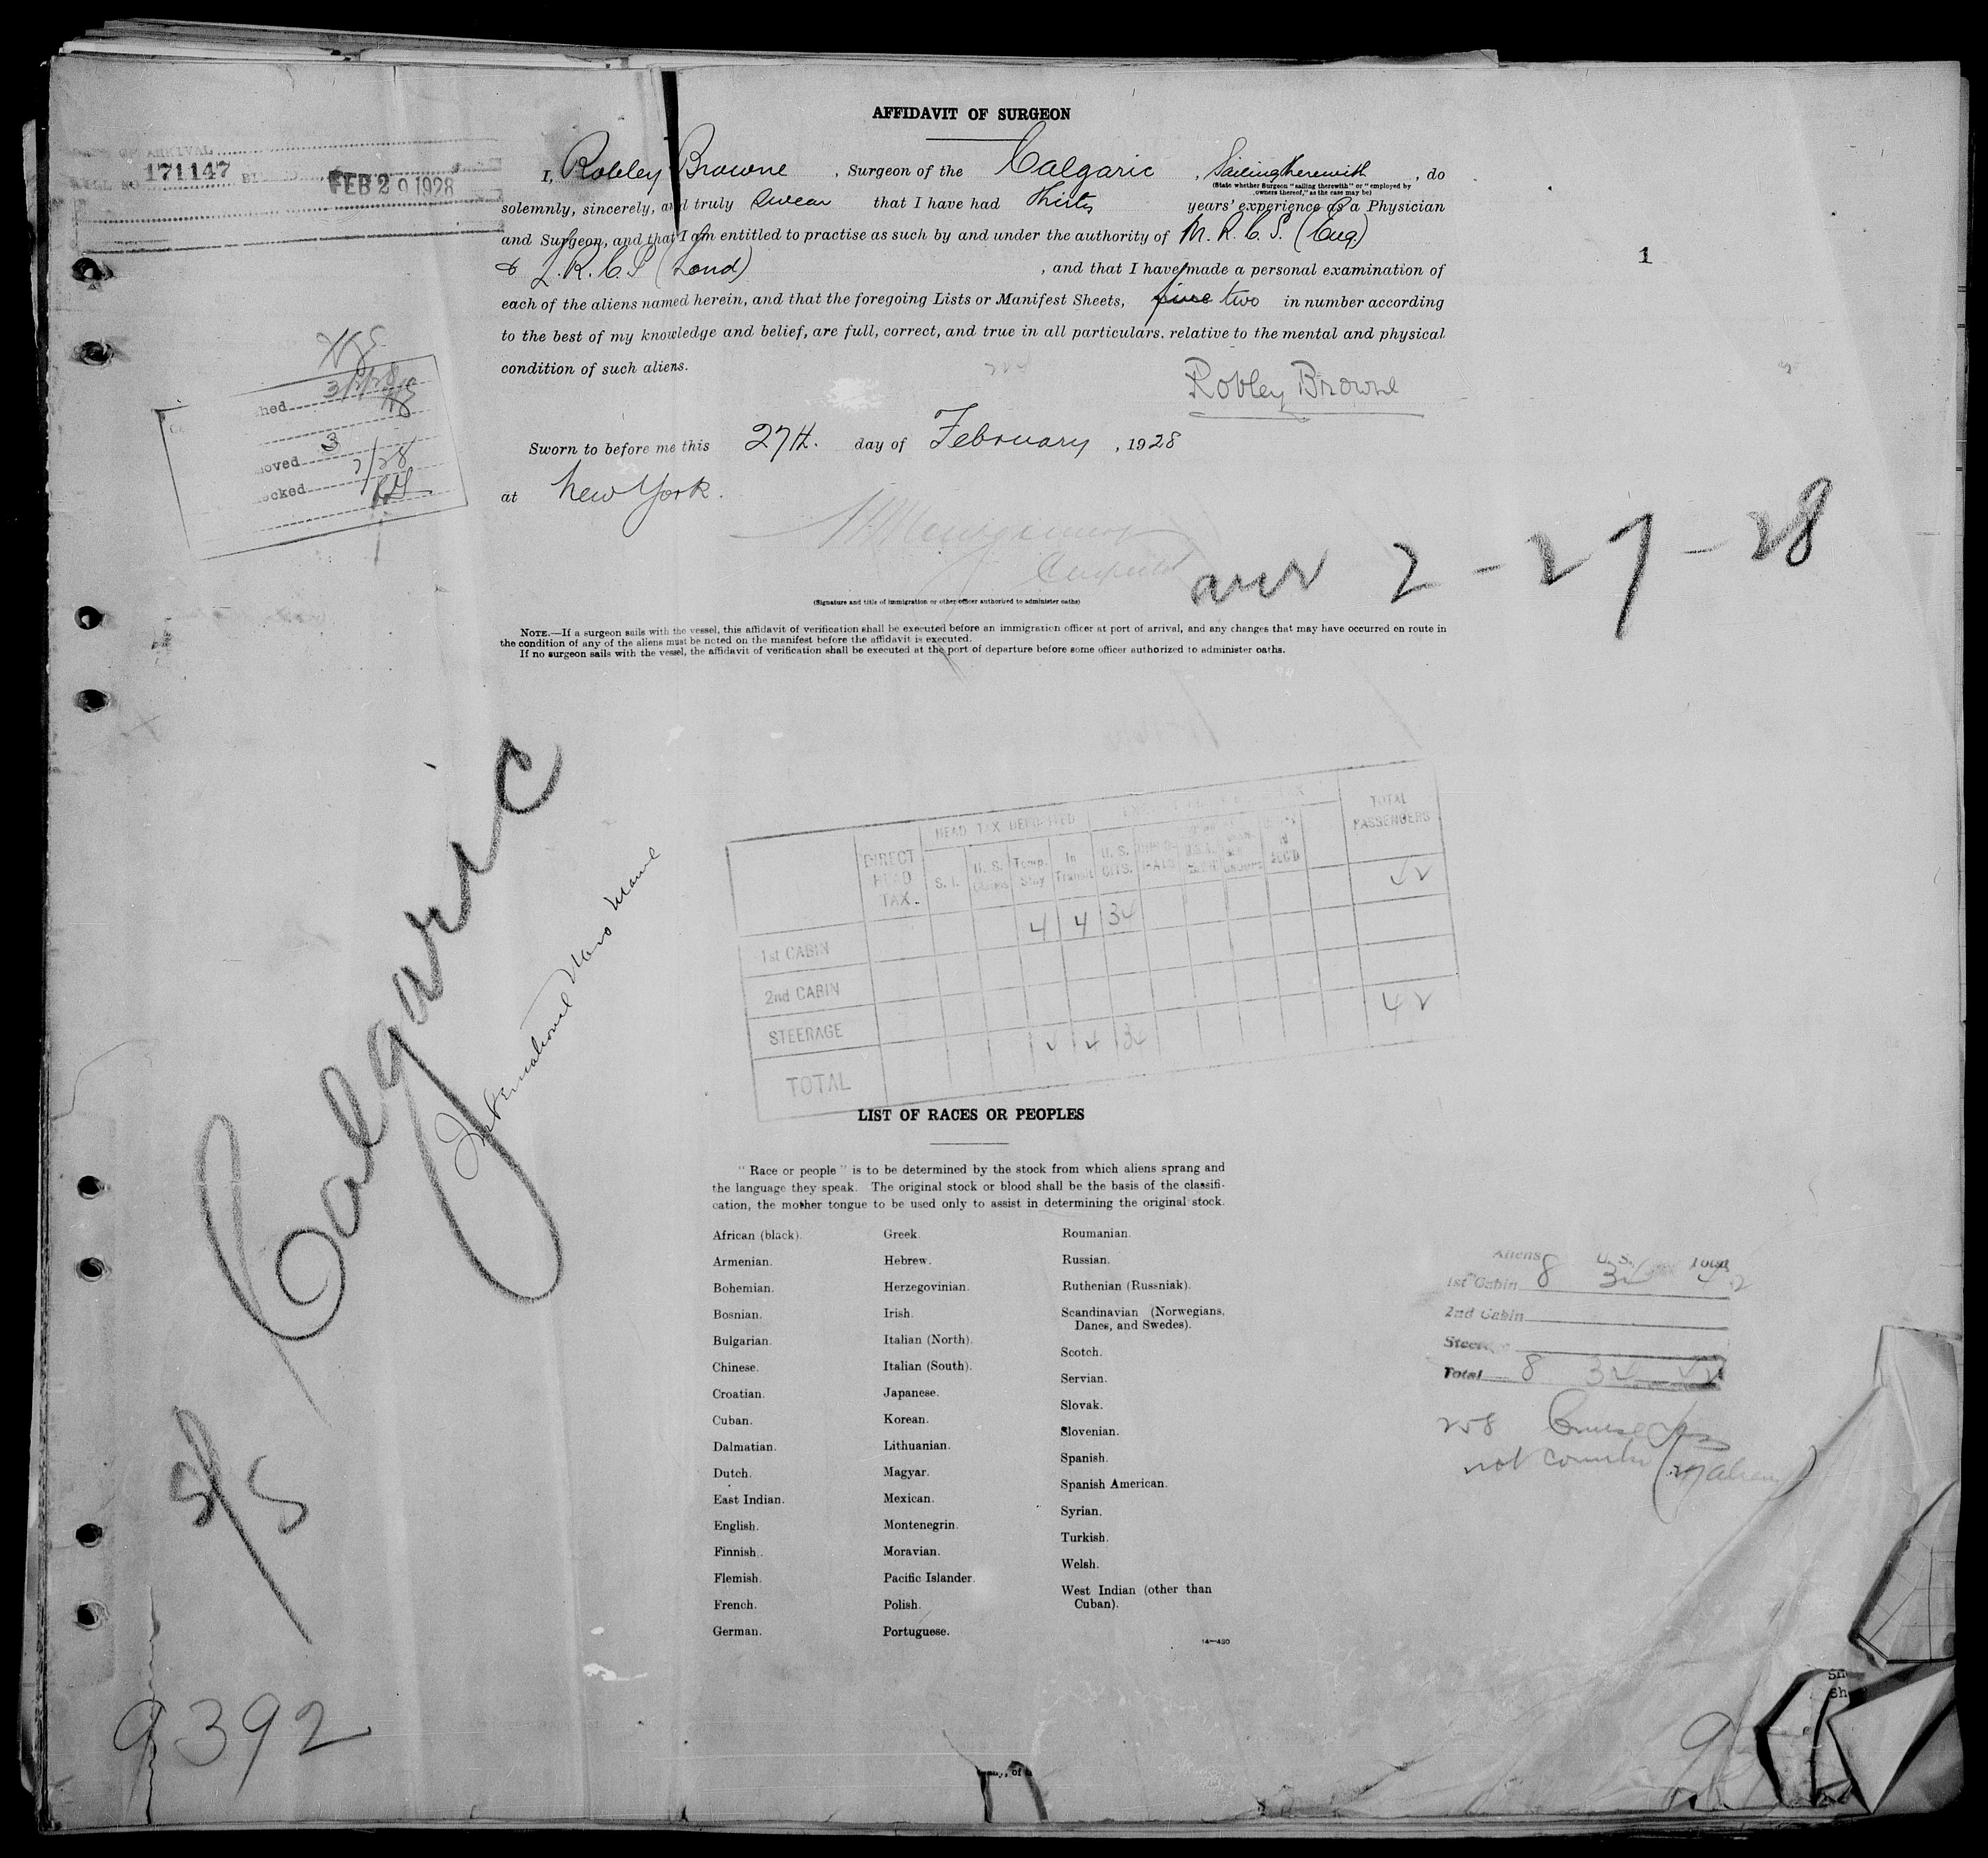 AFFIDAVIT OF SURGEON
171147
FEB 29 1928
I, Robley Browne , Surgeon of the Calgaric , Sailing therewith , do
(State whether Surgeon "sailing therewith" or "employed by
owners thereof," as the case may be)
solemnly, sincerely, and truly swear that I have had Thirty years' experience as a Physician
and Surgeon, and that I am entitled to practise as such by and under the authority of M. R. C. S. (Eng)
& L. R. C. P (Lond) , and that I have made a personal examination of
1
each of the aliens named herein, and that the foregoing Lists or Manifest Sheets, five two in number according
to the best of my knowledge and belief, are full, correct, and true in all particulars, relative to the mental and physical
condition of such aliens.
Robley Browne
Sworn to before me this 27th. day of February , 1928
at New York.
arr 2 - 27 - 28
(Signature and title of immigration or other officer authorized to administer oaths)
NOTE.—If a surgeon sails with the vessel, this affidavit of verification shall be executed before an immigration officer at port of arrival, and any changes that may have occurred en route in
the condition of any of the aliens must be noted on the manifest before the affidavit is executed.
If no surgeon sails with the vessel, the affidavit of verification shall be executed at the port of departure before some officer authorized to administer oaths.
S/S Calgaric
International
9392
DIRECT HEAD TAX.
S. I.
U. S.
Temp. Stay
In Transit
U. S. CITS.
TOTAL PASSENGERS
1st CABIN 4 4 34
2nd CABIN
STEERAGE 42
TOTAL 4 4 34
LIST OF RACES OR PEOPLES
"Race or people" is to be determined by the stock from which aliens sprang and
the language they speak. The original stock or blood shall be the basis of the classifi-
cation, the mother tongue to be used only to assist in determining the original stock.
African (black).
Armenian.
Bohemian.
Bosnian.
Bulgarian.
Chinese.
Croatian.
Cuban.
Dalmatian.
Dutch.
East Indian.
English.
Finnish.
Flemish.
French.
German.
Greek.
Hebrew.
Herzegovinian.
Irish.
Italian (North).
Italian (South).
Japanese.
Korean.
Lithuanian.
Magyar.
Mexican.
Montenegrin.
Moravian.
Pacific Islander.
Polish.
Portuguese.
Roumanian.
Russian.
Ruthenian (Russniak).
Scandinavian (Norwegians,
Danes, and Swedes).
Scotch.
Servian.
Slovak.
Slovenian.
Spanish.
Spanish American.
Syrian.
Turkish.
Welsh.
West Indian (other than
Cuban).
14—430
Aliens U. S. Total
1st Cabin 8 34 42
2nd Cabin
Total 8 34 42
258 Cruise
not